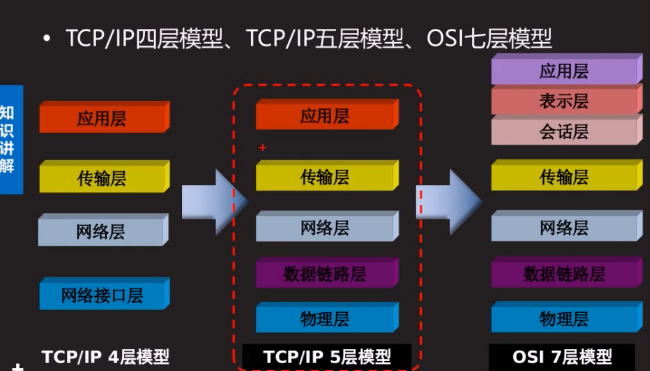 • TCP/IP四层模型、TCP/IP五层模型、OSI七层模型
知识讲解
应用层
传输层
网络层
网络接口层
TCP/IP 4层模型
应用层
传输层
网络层
数据链路层
物理层
TCP/IP 5层模型
应用层
表示层
会话层
传输层
网络层
数据链路层
物理层
OSI 7层模型